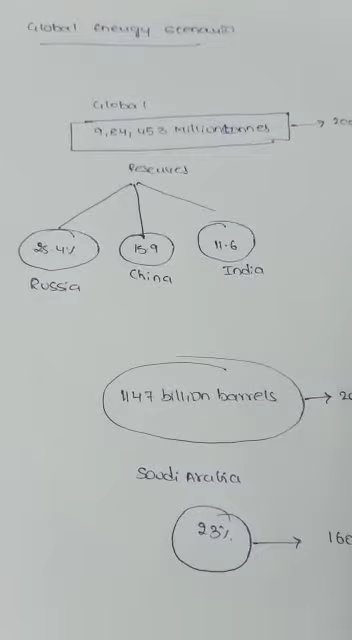 Global energy scenario
Global
9,84,453 Million tonnes
Reserves
25.4% 15.9 11.6
Russia China India
1147 billion barrels
Saudi Arabia
23%